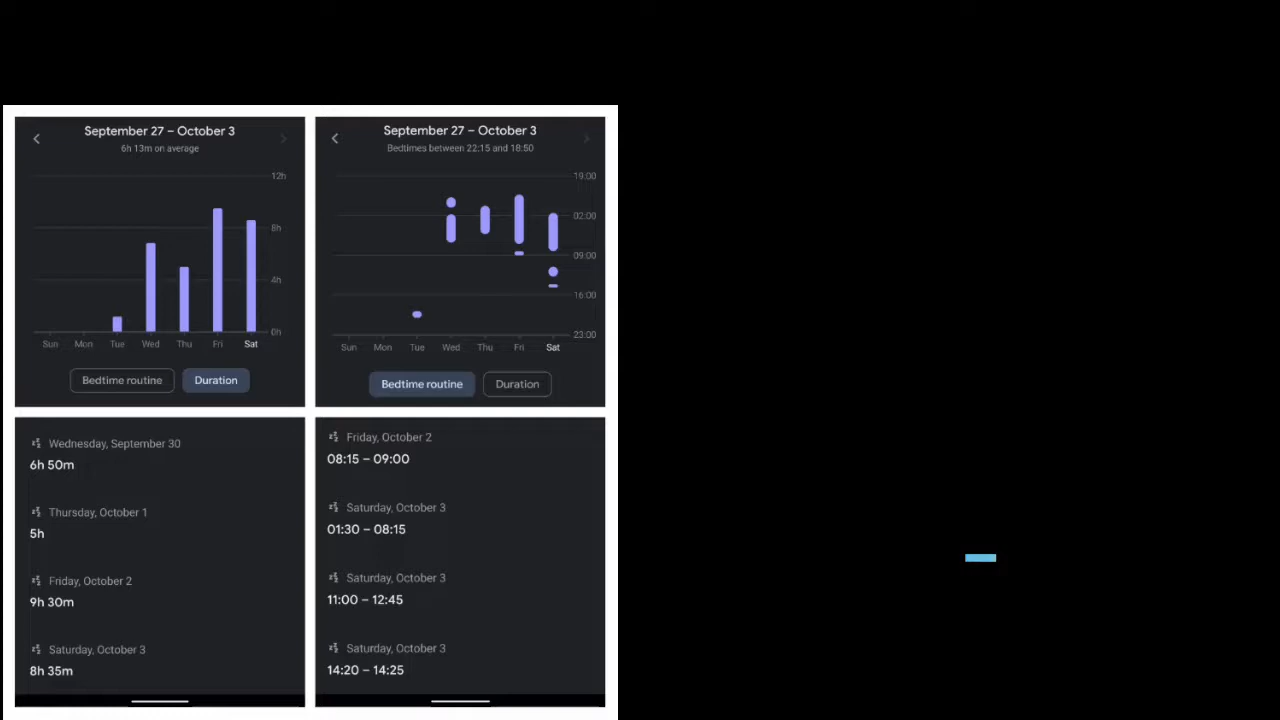 September 27 – October 3
6h 13m on average
12h
8h
4h
0h
Sun Mon Tue Wed Thu Fri Sat
Bedtime routine Duration
September 27 – October 3
Bedtimes between 22:15 and 18:50
19:00
02:00
09:00
16:00
23:00
Sun Mon Tue Wed Thu Fri Sat
Bedtime routine Duration
Wednesday, September 30
6h 50m
Thursday, October 1
5h
Friday, October 2
9h 30m
Saturday, October 3
8h 35m
Friday, October 2
08:15 – 09:00
Saturday, October 3
01:30 – 08:15
Saturday, October 3
11:00 – 12:45
Saturday, October 3
14:20 – 14:25